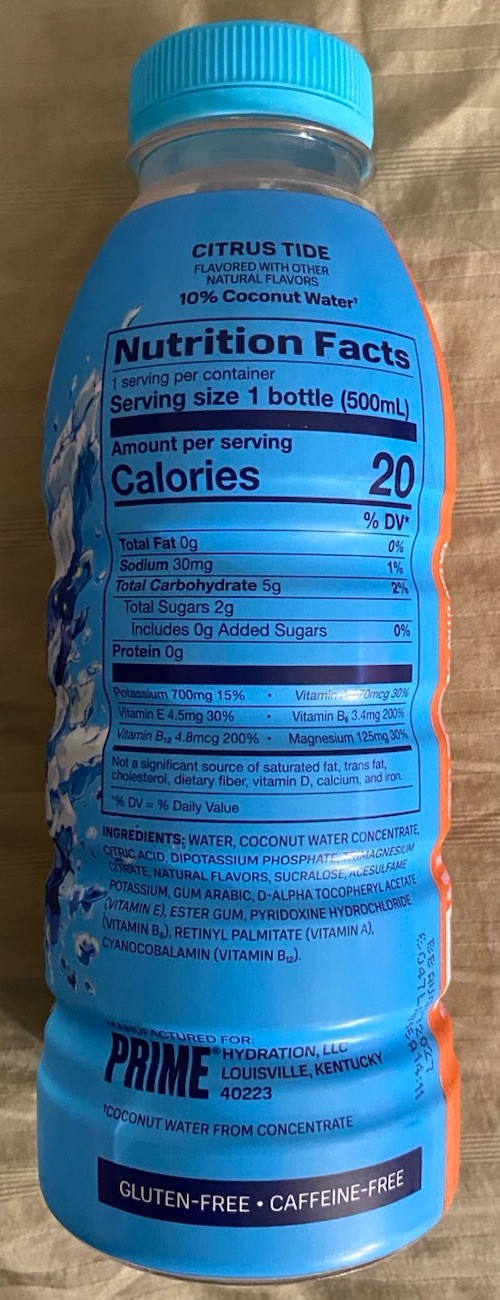 CITRUS TIDE
FLAVORED WITH OTHER
NATURAL FLAVORS
10% Coconut Water†
Nutrition Facts
1 serving per container
Serving size 1 bottle (500mL)
Amount per serving
Calories 20
% DV*
Total Fat 0g 0%
Sodium 30mg 1%
Total Carbohydrate 5g 2%
Total Sugars 2g
Includes 0g Added Sugars 0%
Protein 0g
Potassium 700mg 15% • Vitamin 70mcg 30%
Vitamin E 4.5mg 30% • Vitamin B₆ 3.4mg 200%
Vitamin B₁₂ 4.8mcg 200% • Magnesium 125mg 30%
Not a significant source of saturated fat, trans fat,
cholesterol, dietary fiber, vitamin D, calcium, and iron.
*% DV = % Daily Value
INGREDIENTS: WATER, COCONUT WATER CONCENTRATE,
CITRIC ACID, DIPOTASSIUM PHOSPHATE, TRIMAGNESIUM
CITRATE, NATURAL FLAVORS, SUCRALOSE, ACESULFAME
POTASSIUM, GUM ARABIC, D-ALPHA TOCOPHERYL ACETATE
(VITAMIN E), ESTER GUM, PYRIDOXINE HYDROCHLORIDE
(VITAMIN B₆), RETINYL PALMITATE (VITAMIN A),
CYANOCOBALAMIN (VITAMIN B₁₂).
MANUFACTURED FOR:
PRIME® HYDRATION, LLC
LOUISVILLE, KENTUCKY
40223
†COCONUT WATER FROM CONCENTRATE
GLUTEN-FREE • CAFFEINE-FREE